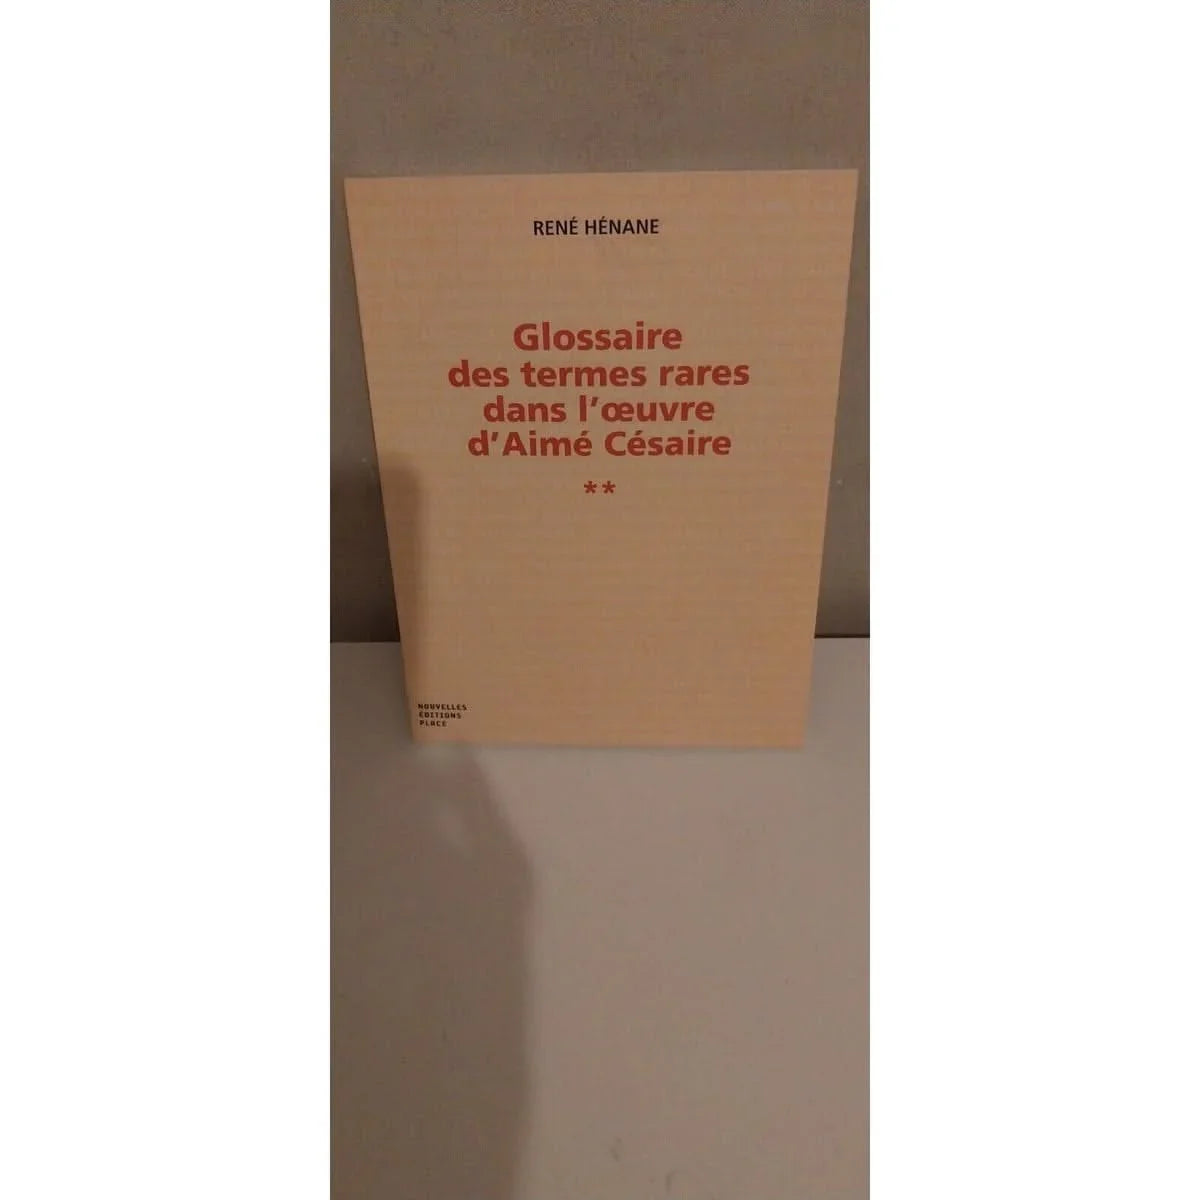 RENÉ HÉNANE
Glossaire
des termes rares
dans l'œuvre
d'Aimé Césaire
**
NOUVELLES
ÉDITIONS
PLACE